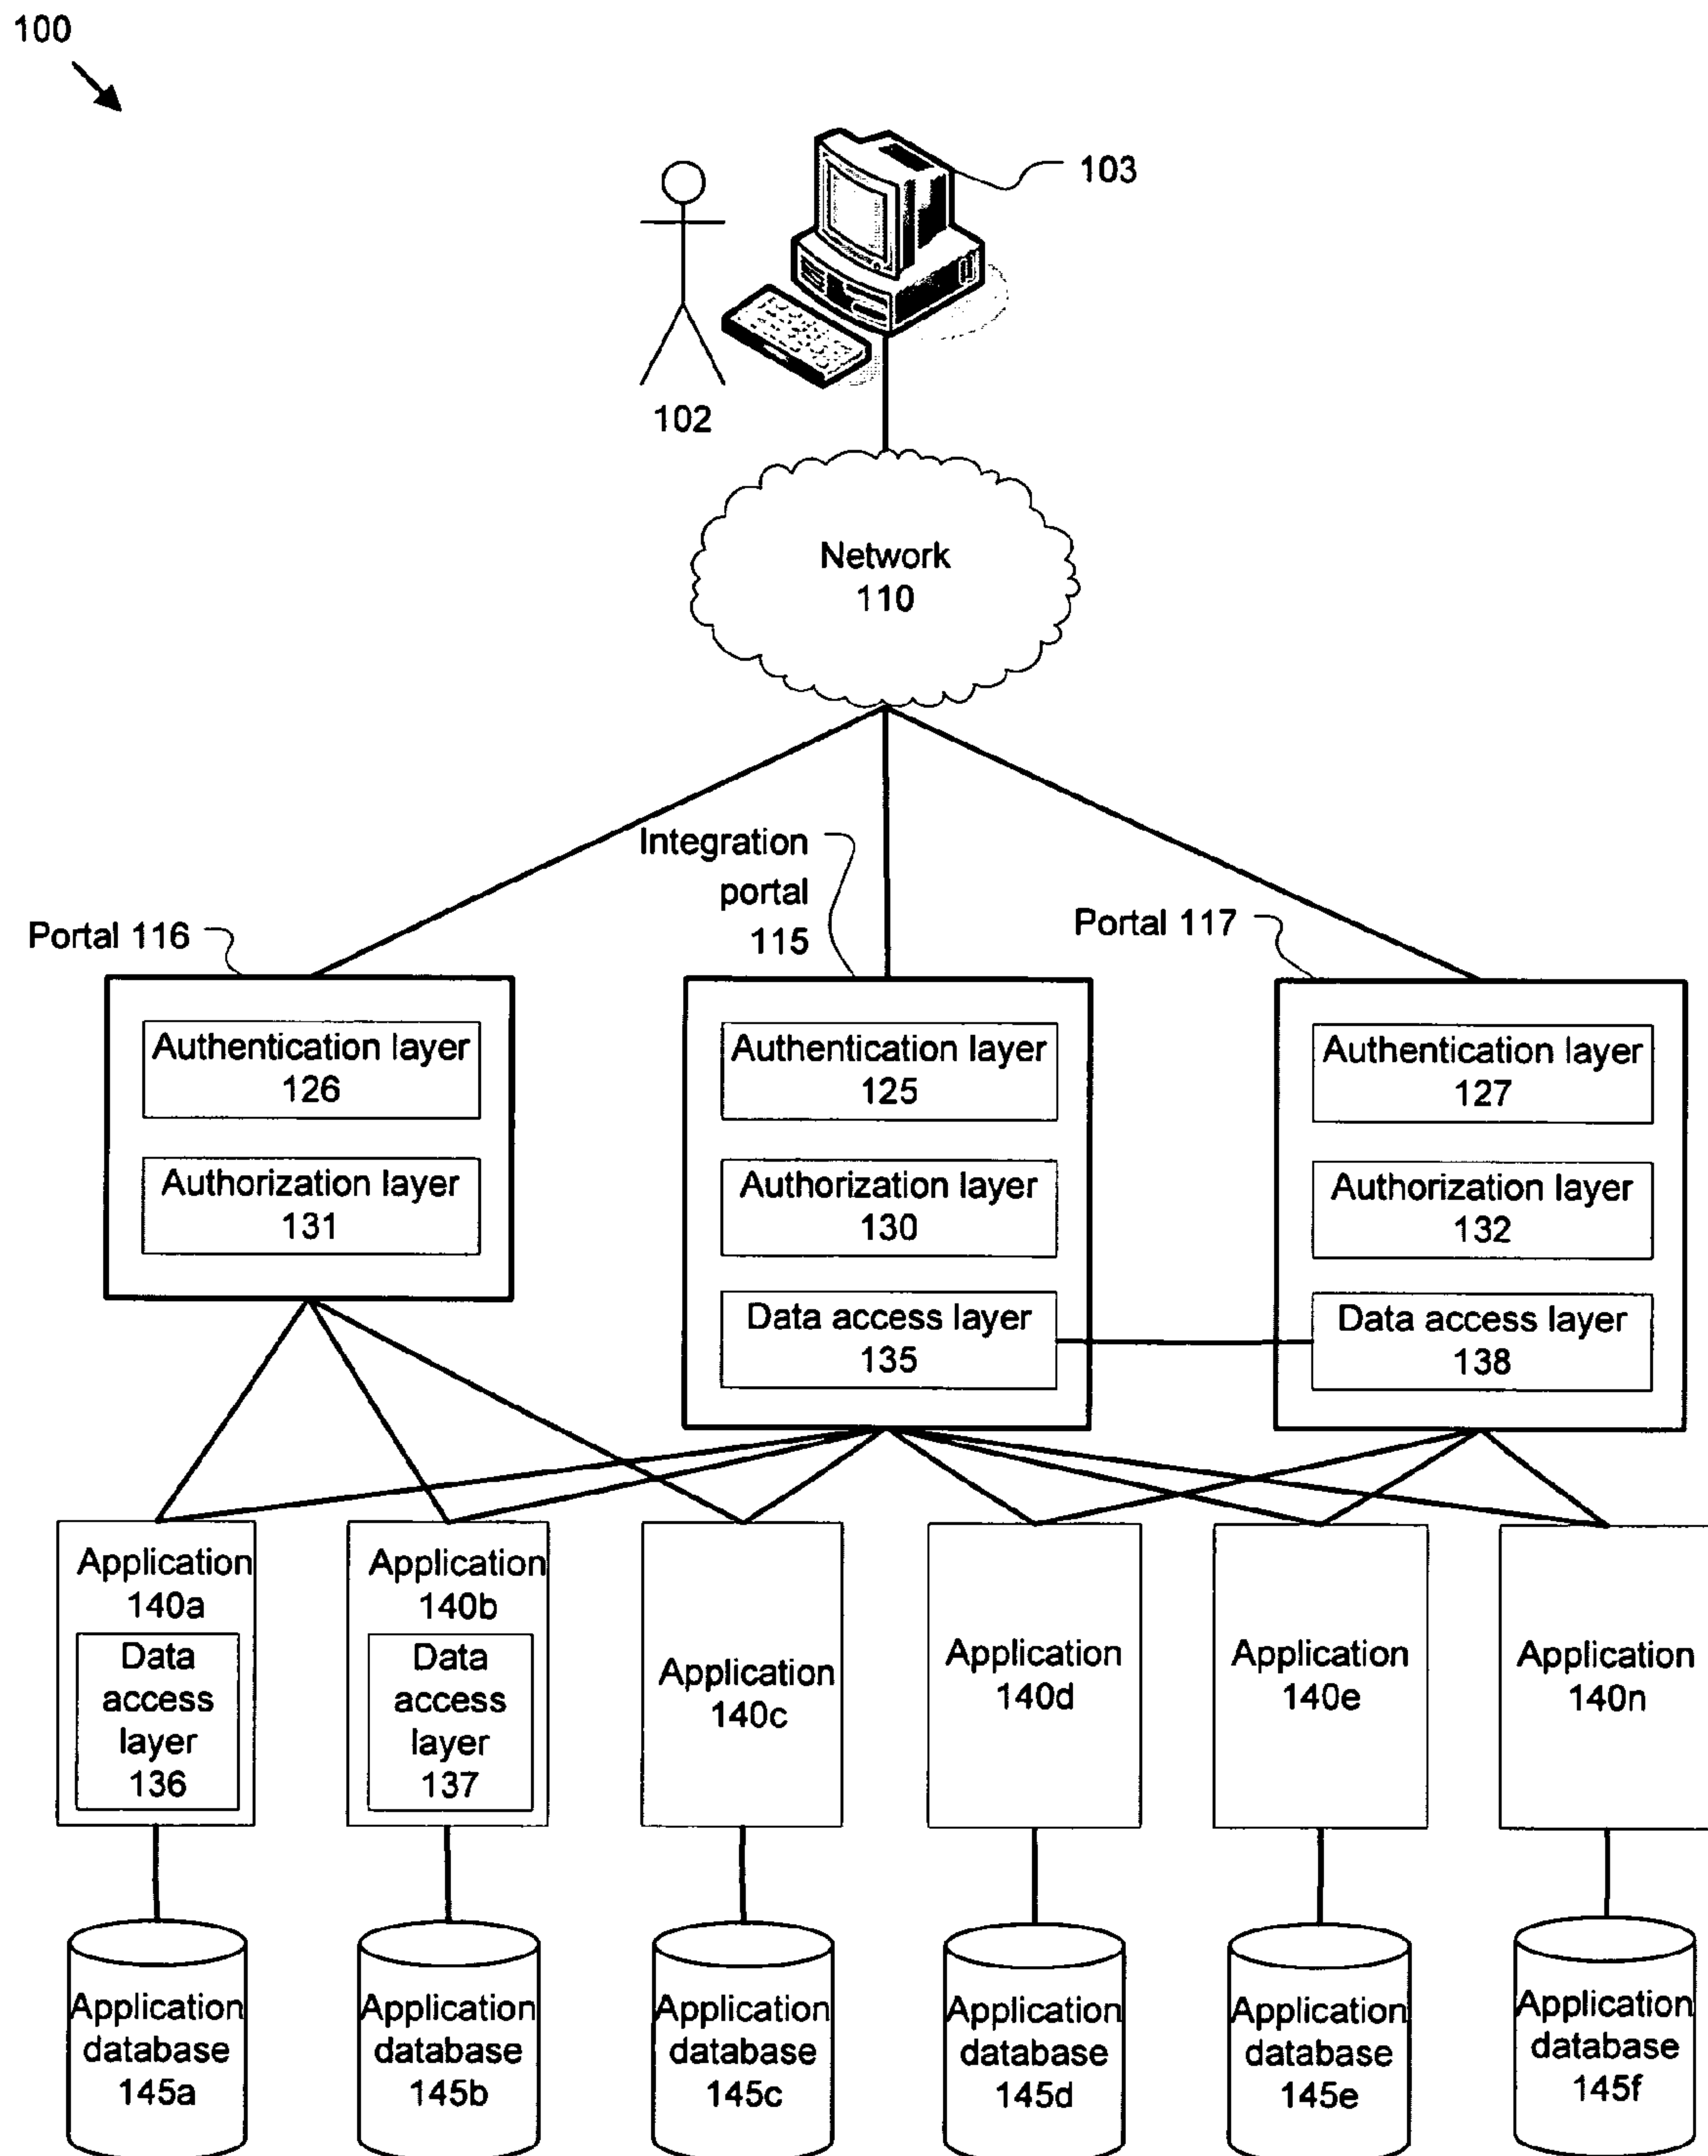 100
103
102
Network
110
Integration
portal
115
Portal 116
Portal 117
Authentication layer
126
Authorization layer
131
Authentication layer
125
Authorization layer
130
Data access layer
135
Authentication layer
127
Authorization layer
132
Data access layer
138
Application
140a
Data
access
layer
136
Application
140b
Data
access
layer
137
Application
140c
Application
140d
Application
140e
Application
140n
Application
database
145a
Application
database
145b
Application
database
145c
Application
database
145d
Application
database
145e
Application
database
145f